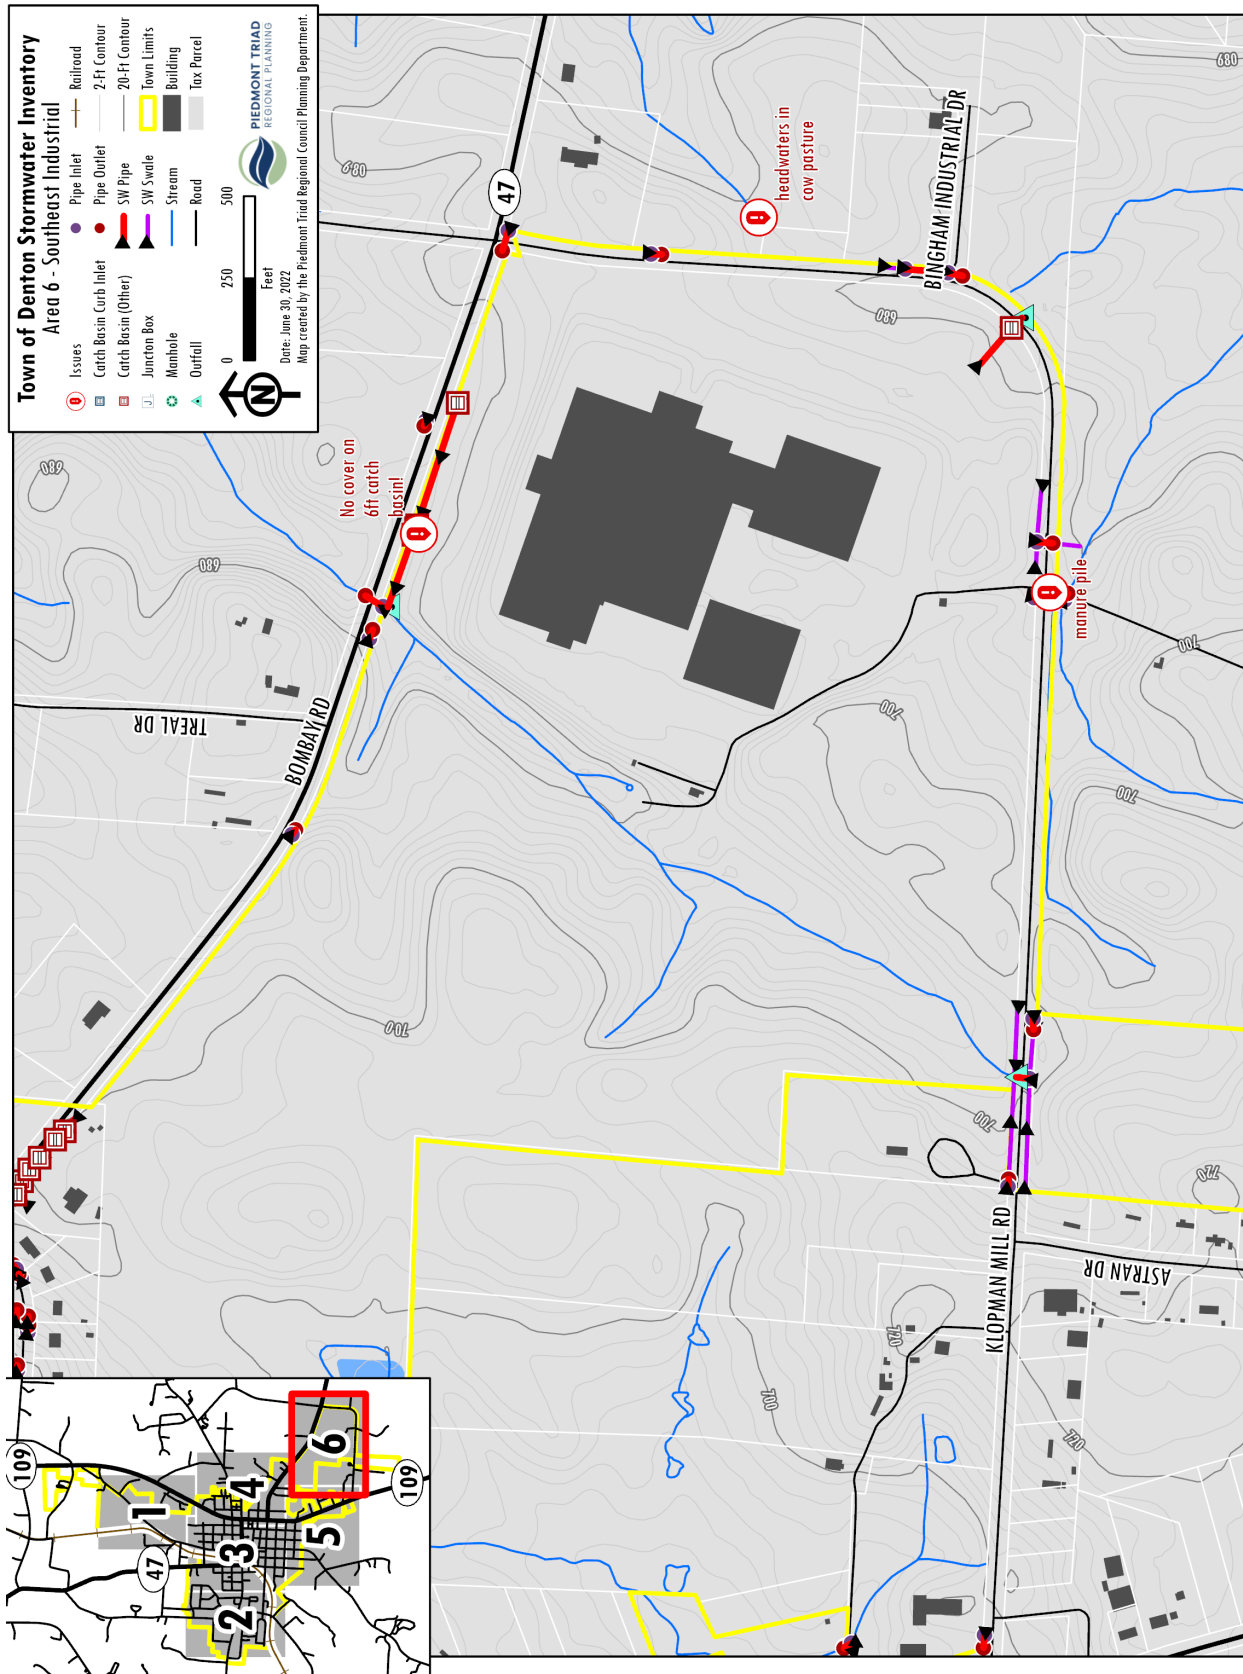 Town of Denton Stormwater Inventory
Area 6 - Southeast Industrial
Issues
Catch Basin Curb Inlet
Catch Basin (Other)
Juncton Box
Manhole
Outfall
Pipe Inlet
Pipe Outlet
SW Pipe
SW Swale
Stream
Road
Railroad
2-Ft Contour
20-Ft Contour
Town Limits
Building
Tax Parcel
N
0
250
500
Feet
PIEDMONT TRIAD
REGIONAL PLANNING
Date: June 30, 2022
Map created by the Piedmont Triad Regional Council Planning Department.
No cover on
6ft catch
basin!
headwaters in
cow pasture
manure pile
47
BOMBAY RD
TREAL DR
BINGHAM INDUSTRIAL DR
KLOPMAN MILL RD
ASTRAN DR
680
680
680
680
680
700
700
700
700
700
700
720
720
720
109
47
109
1
2
3
4
5
6